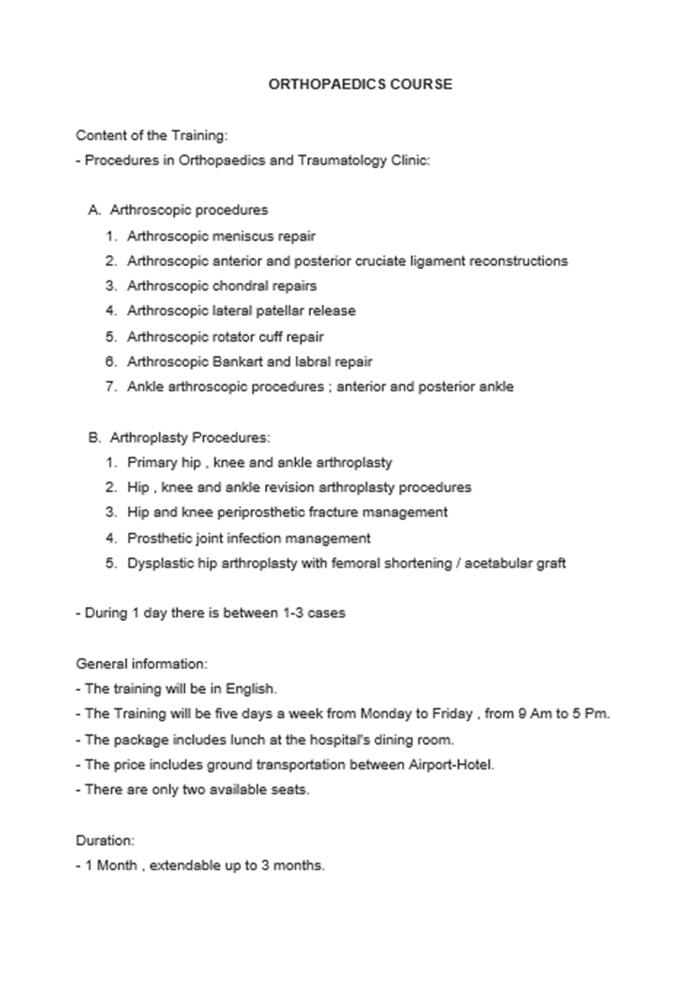 ORTHOPAEDICS COURSE
Content of the Training:
- Procedures in Orthopaedics and Traumatology Clinic:
A. Arthroscopic procedures
1. Arthroscopic meniscus repair
2. Arthroscopic anterior and posterior cruciate ligament reconstructions
3. Arthroscopic chondral repairs
4. Arthroscopic lateral patellar release
5. Arthroscopic rotator cuff repair
6. Arthroscopic Bankart and labral repair
7. Ankle arthroscopic procedures ; anterior and posterior ankle
B. Arthroplasty Procedures:
1. Primary hip , knee and ankle arthroplasty
2. Hip , knee and ankle revision arthroplasty procedures
3. Hip and knee periprosthetic fracture management
4. Prosthetic joint infection management
5. Dysplastic hip arthroplasty with femoral shortening / acetabular graft
- During 1 day there is between 1-3 cases
General information:
- The training will be in English.
- The Training will be five days a week from Monday to Friday , from 9 Am to 5 Pm.
- The package includes lunch at the hospital's dining room.
- The price includes ground transportation between Airport-Hotel.
- There are only two available seats.
Duration:
- 1 Month , extendable up to 3 months.